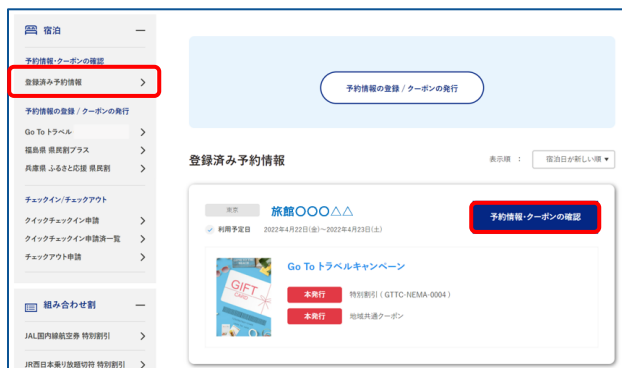 宿泊
予約情報・クーポンの確認
登録済み予約情報
予約情報の登録 / クーポンの発行
Go To トラベル
福島県 県民割プラス
兵庫県 ふるさと応援 県民割
チェックイン/チェックアウト
クイックチェックイン申請
クイックチェックイン申請済一覧
チェックアウト申請
組み合わせ割
JAL国内線航空券 特別割引
JR西日本乗り放題切符 特別割引
予約情報の登録 / クーポンの発行
登録済み予約情報
表示順 :
宿泊日が新しい順 ▼
東京
旅館〇〇〇△△
予約情報・クーポンの確認
利用予定日 2022年4月22日(金)~2022年4月23日(土)
GIFT
CARD
Go To トラベルキャンペーン
本発行 特別割引 ( GTTC-NEMA-0004 )
本発行 地域共通クーポン